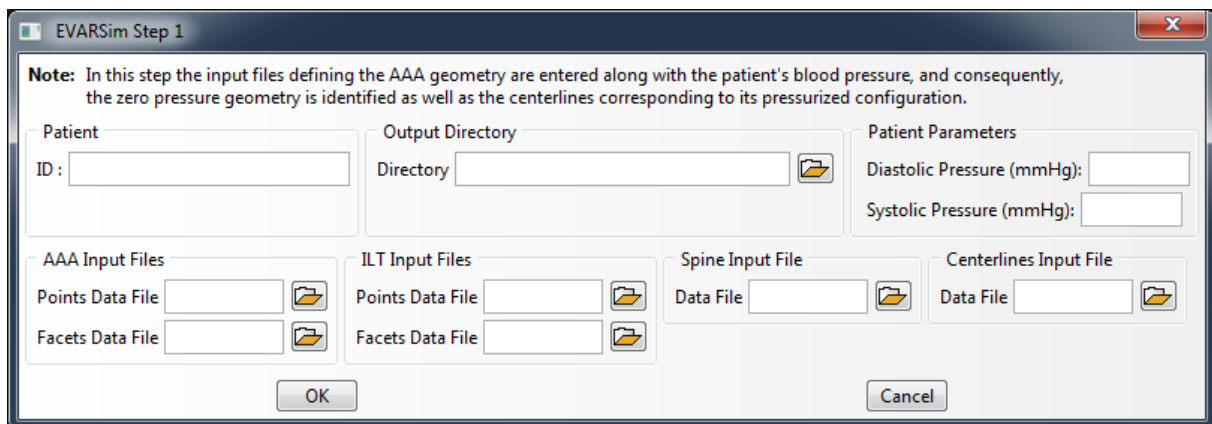 EVARSim Step 1
Note: In this step the input files defining the AAA geometry are entered along with the patient's blood pressure, and consequently,
the zero pressure geometry is identified as well as the centerlines corresponding to its pressurized configuration.
Patient
ID :
Output Directory
Directory
Patient Parameters
Diastolic Pressure (mmHg):
Systolic Pressure (mmHg):
AAA Input Files
Points Data File
Facets Data File
ILT Input Files
Points Data File
Facets Data File
Spine Input File
Data File
Centerlines Input File
Data File
OK
Cancel